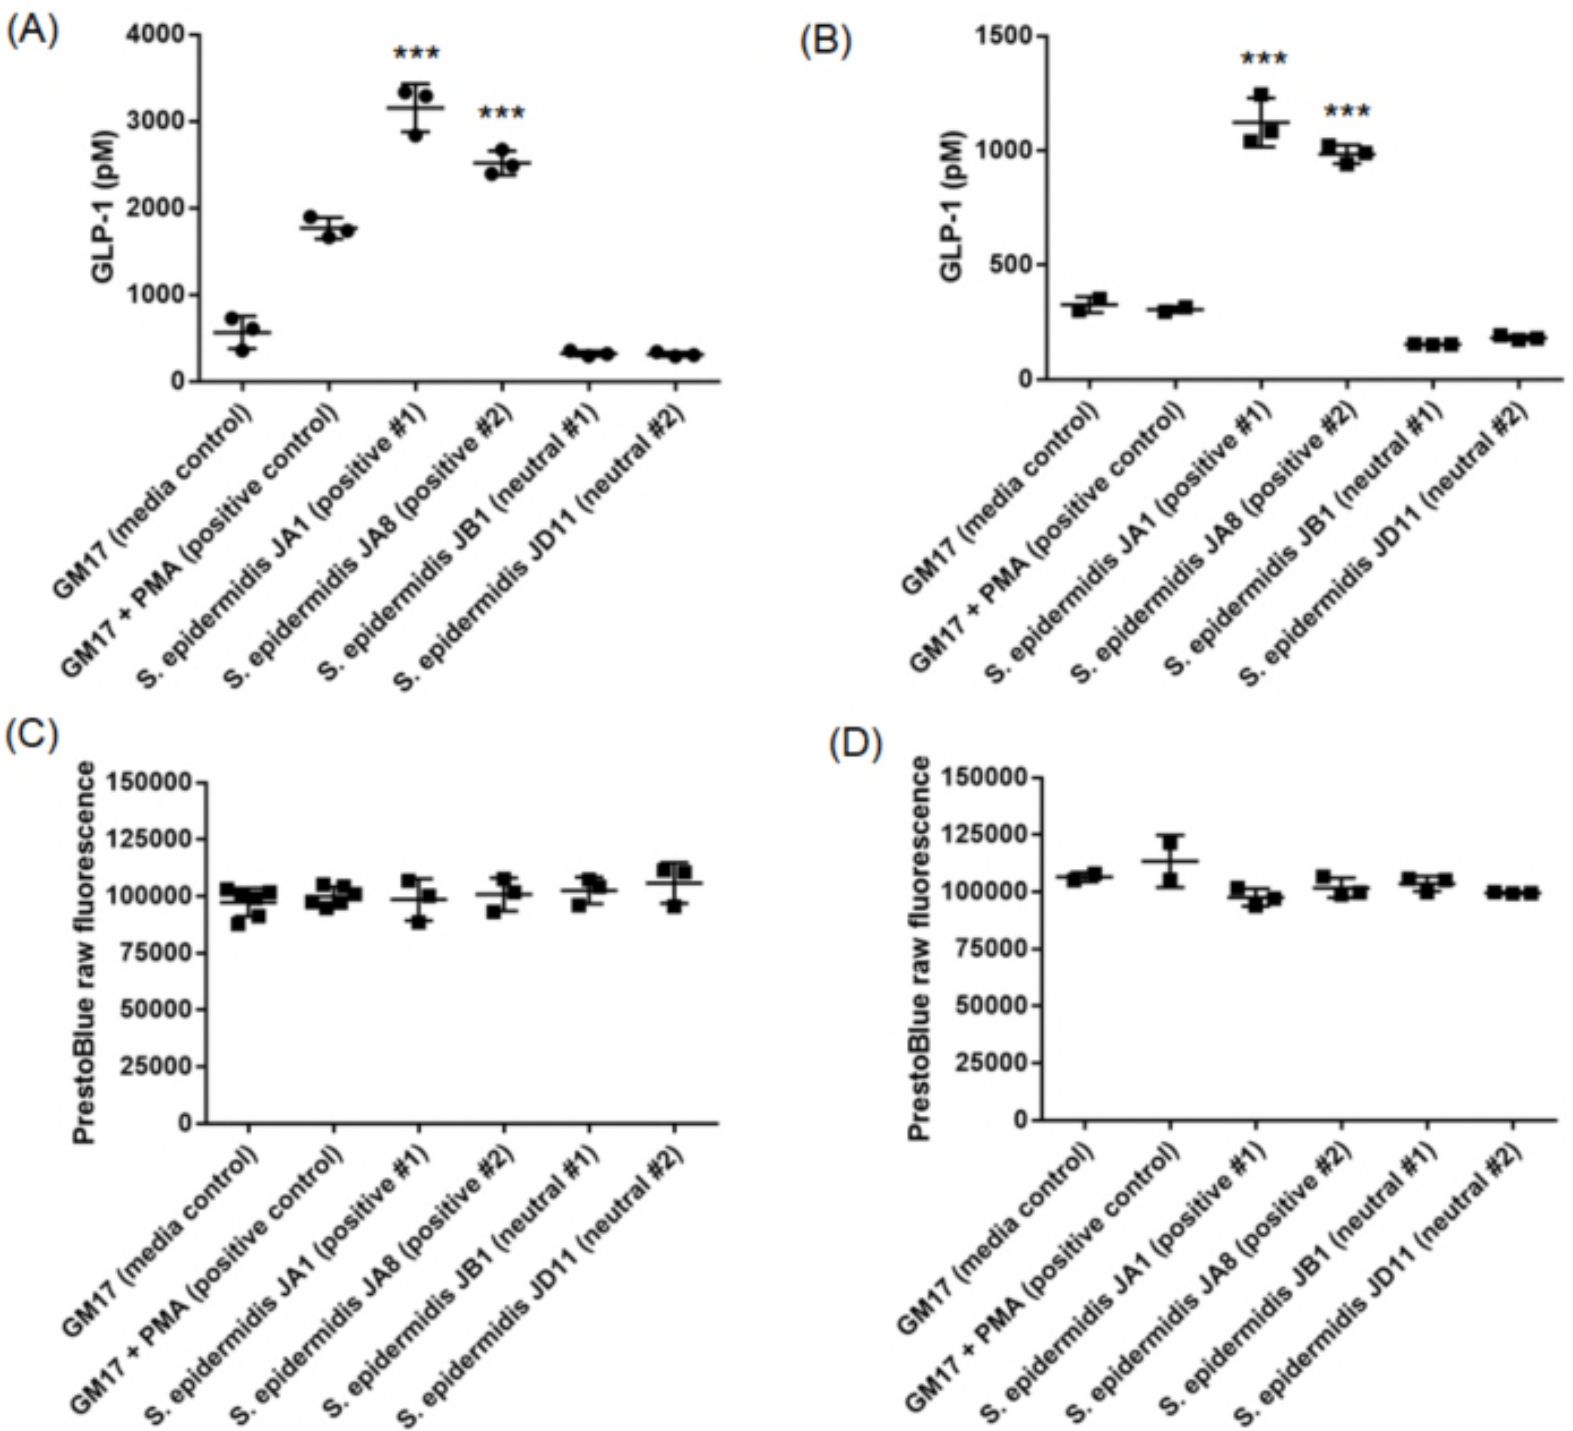 (A)
GLP-1 (pM)
4000
3000
2000
1000
0
***
***
GM17 (media control)
GM17 + PMA (positive control)
S. epidermidis JA1 (positive #1)
S. epidermidis JA8 (positive #2)
S. epidermidis JB1 (neutral #1)
S. epidermidis JD11 (neutral #2)
(B)
GLP-1 (pM)
1500
1000
500
0
***
***
GM17 (media control)
GM17 + PMA (positive control)
S. epidermidis JA1 (positive #1)
S. epidermidis JA8 (positive #2)
S. epidermidis JB1 (neutral #1)
S. epidermidis JD11 (neutral #2)
(C)
PrestoBlue raw fluorescence
150000
125000
100000
75000
50000
25000
0
GM17 (media control)
GM17 + PMA (positive control)
S. epidermidis JA1 (positive #1)
S. epidermidis JA8 (positive #2)
S. epidermidis JB1 (neutral #1)
S. epidermidis JD11 (neutral #2)
(D)
PrestoBlue raw fluorescence
150000
125000
100000
75000
50000
25000
0
GM17 (media control)
GM17 + PMA (positive control)
S. epidermidis JA1 (positive #1)
S. epidermidis JA8 (positive #2)
S. epidermidis JB1 (neutral #1)
S. epidermidis JD11 (neutral #2)